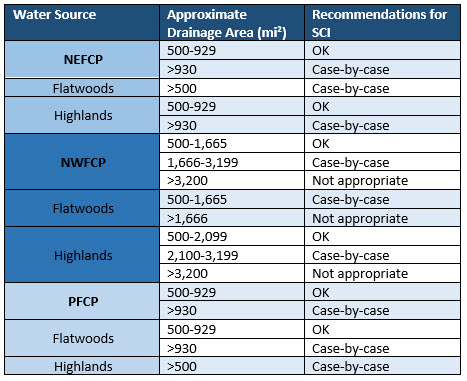 Water Source Approximate Drainage Area (mi²) Recommendations for SCI
NEFCP 500-929 OK
>930 Case-by-case
Flatwoods >500 Case-by-case
Highlands 500-929 OK
>930 Case-by-case
NWFCP 500-1,665 OK
1,666-3,199 Case-by-case
>3,200 Not appropriate
Flatwoods 500-1,665 Case-by-case
>1,666 Not appropriate
Highlands 500-2,099 OK
2,100-3,199 Case-by-case
>3,200 Not appropriate
PFCP 500-929 OK
>930 Case-by-case
Flatwoods 500-929 OK
>930 Case-by-case
Highlands >500 Case-by-case